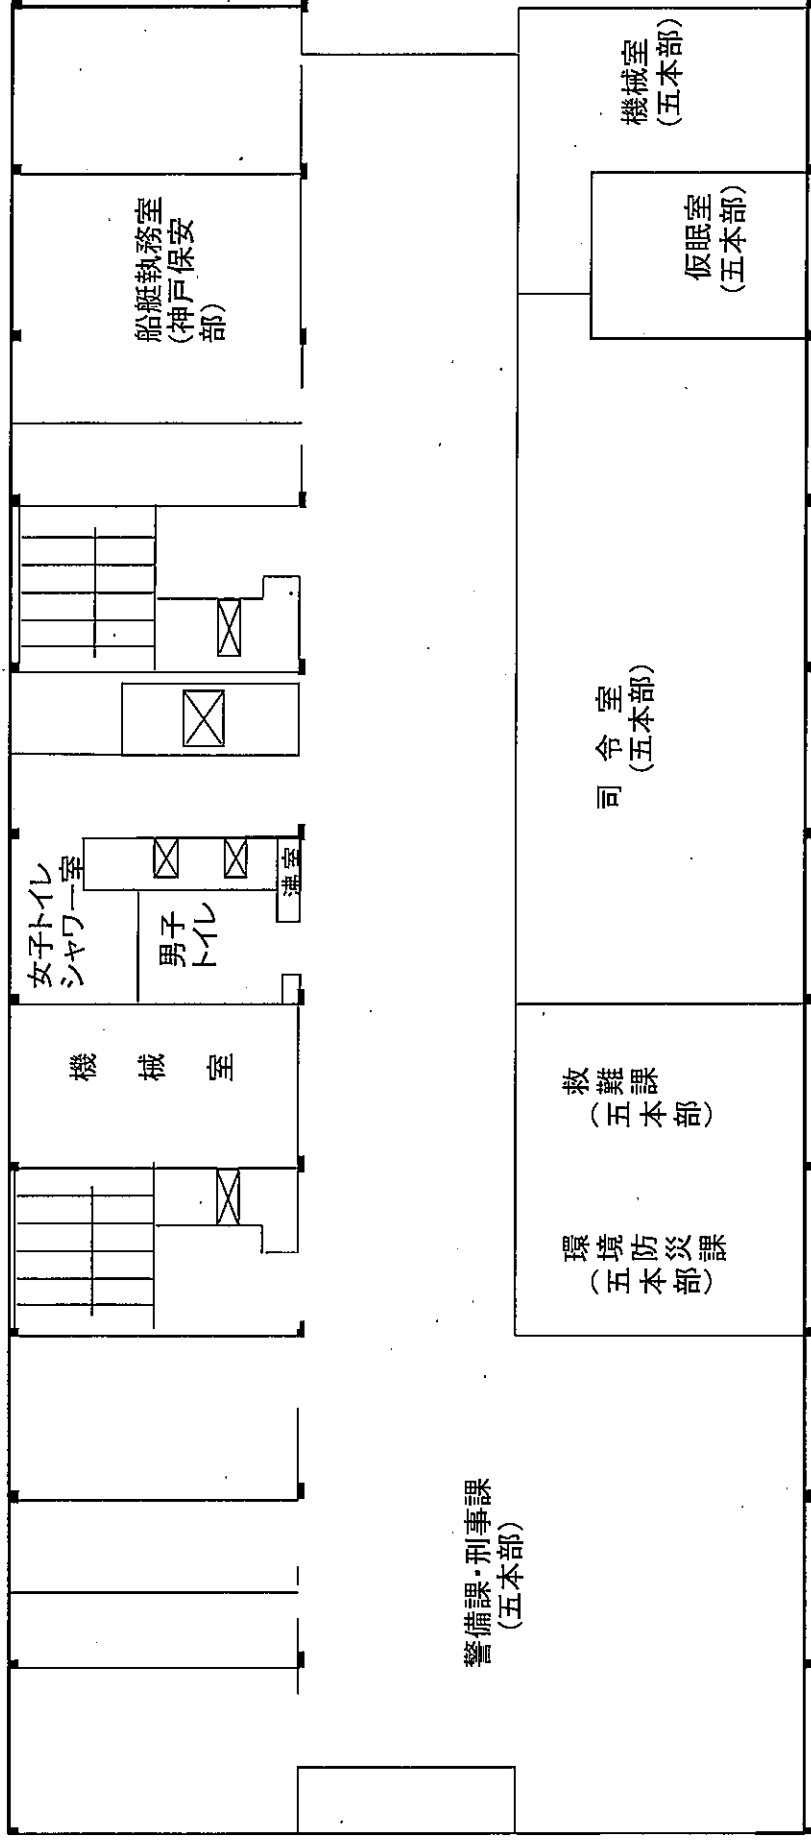 機 械 室
女子トイレ
シャワー室
男子
トイレ
船艇執務室
(神戸保安
部)
警備課・刑事課
(五本部)
環境防災課
(五本部)
救難課
(五本部)
司 令 室
(五本部)
仮眠室
(五本部)
機械室
(五本部)